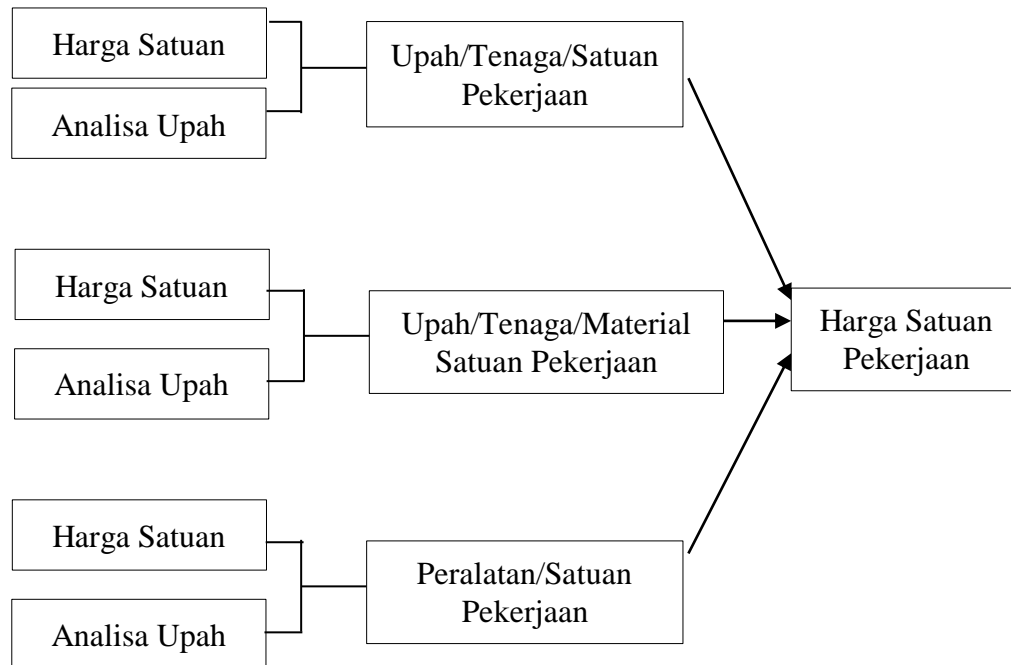 Harga Satuan
Analisa Upah
Upah/Tenaga/Satuan
Pekerjaan
Harga Satuan
Analisa Upah
Upah/Tenaga/Material
Satuan Pekerjaan
Harga Satuan
Pekerjaan
Harga Satuan
Analisa Upah
Peralatan/Satuan
Pekerjaan